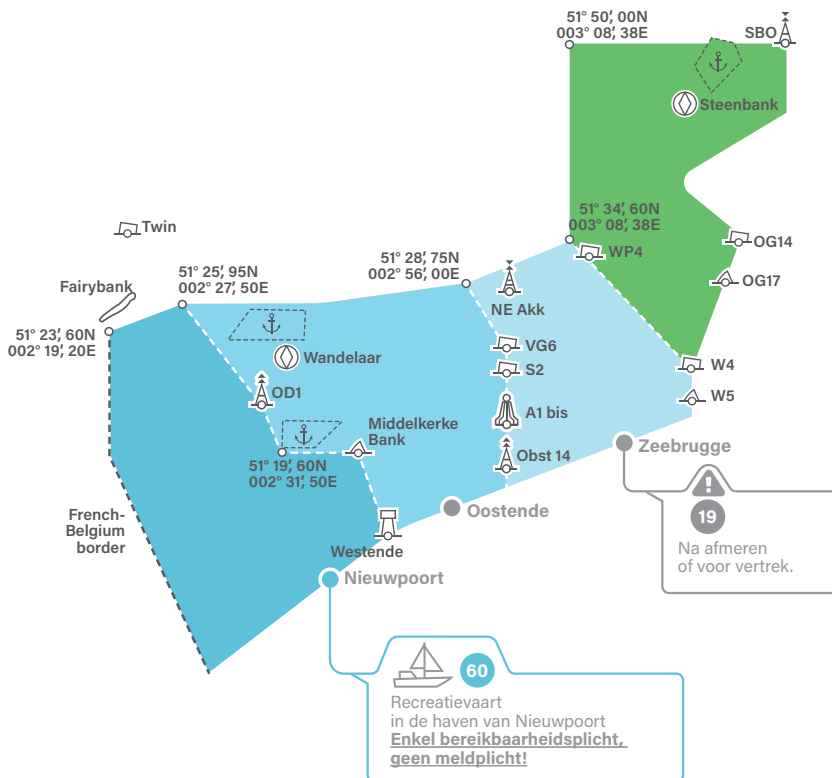 51° 50', 00N
003° 08', 38E
SBO
Steenbank
51° 34', 60N
003° 08', 38E
Twin
WP4
OG14
51° 28', 75N
002° 56', 00E
51° 25', 95N
002° 27', 50E
OG17
Fairybank
NE Akk
51° 23', 60N
002° 19', 20E
VG6
Wandelaar
S2
W4
OD1
W5
A1 bis
Middelkerke
Bank
Zeebrugge
Obst 14
51° 19', 60N
002° 31', 50E
French-
Belgium
border
Oostende
19
Westende
Na afmeren
of voor vertrek.
Nieuwpoort
60
Recreatievaart
in de haven van Nieuwpoort
Enkel bereikbaarheidsplicht,
geen meldplicht!